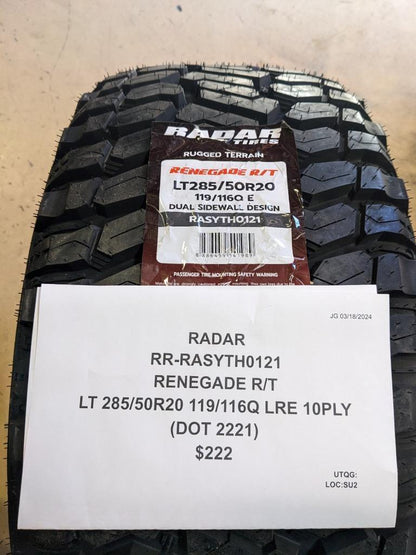 RADAR
TIRES
RUGGED TERRAIN
RENEGADE R/T
LT285/50R20
119/116Q E
DUAL SIDEWALL DESIGN
RASYTH0121
PASSENGER TIRE MOUNTING SAFETY WARNING
JG 03/18/2024
RADAR
RR-RASYTH0121
RENEGADE R/T
LT 285/50R20 119/116Q LRE 10PLY
(DOT 2221)
$222
UTQG:
LOC:SU2